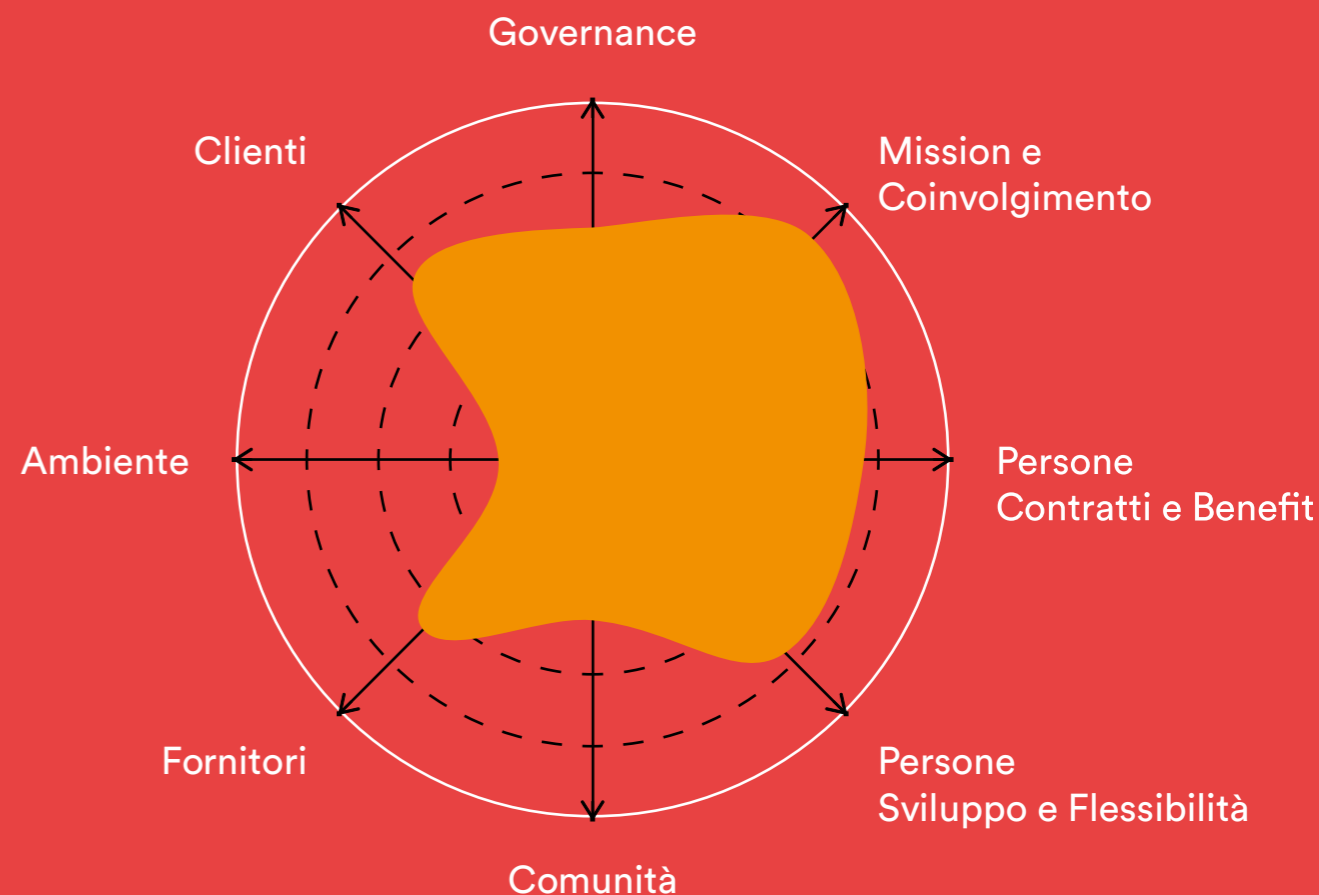 Governance
Clienti
Mission e
Coinvolgimento
Ambiente
Persone
Contratti e Benefit
Fornitori
Persone
Sviluppo e Flessibilità
Comunità